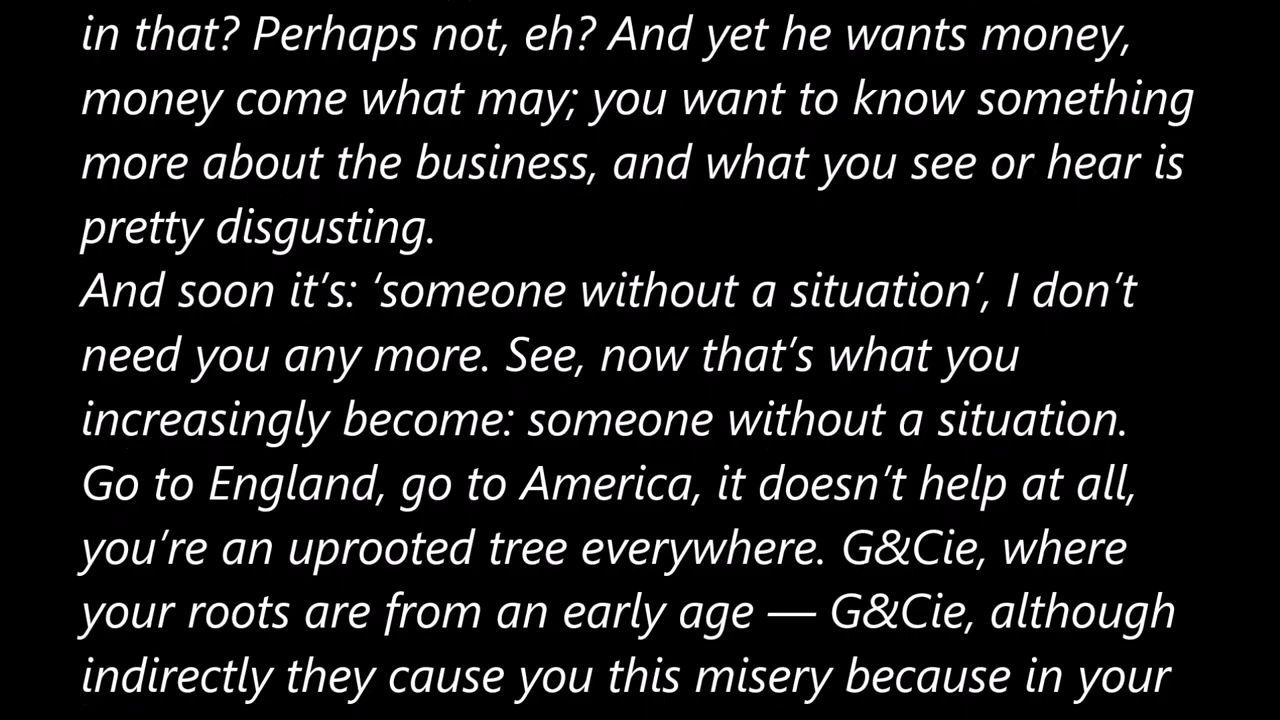 in that? Perhaps not, eh? And yet he wants money,
money come what may; you want to know something
more about the business, and what you see or hear is
pretty disgusting.
And soon it’s: ‘someone without a situation’, I don’t
need you any more. See, now that’s what you
increasingly become: someone without a situation.
Go to England, go to America, it doesn’t help at all,
you’re an uprooted tree everywhere. G&Cie, where
your roots are from an early age — G&Cie, although
indirectly they cause you this misery because in your